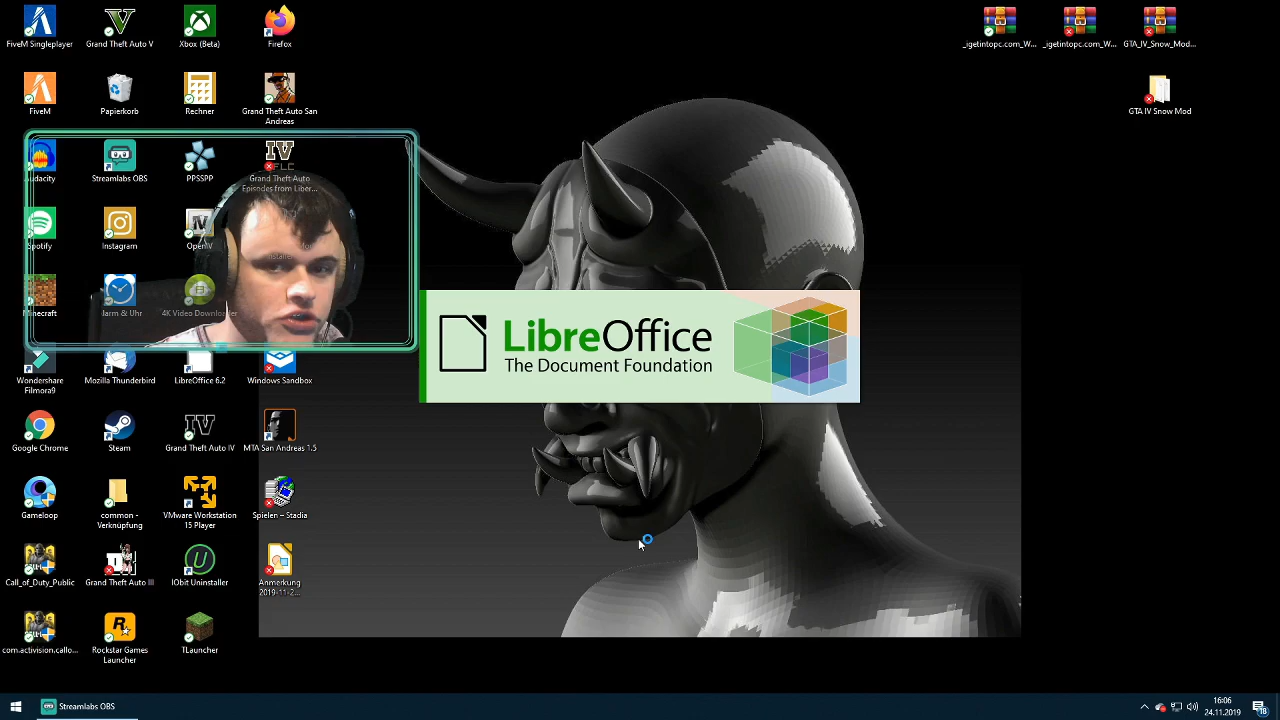 FiveM Singleplayer
Grand Theft Auto V
Xbox (Beta)
Firefox
_igetintopc.com_W...
_igetintopc.com_W...
GTA_IV_Snow_Mod...
FiveM
Papierkorb
Rechner
Grand Theft Auto San
Andreas
GTA IV Snow Mod
Streamlabs OBS
PPSSPP
Grand Theft Auto
Episodes from Liber...
Spotify
Instagram
OpenIV
Minecraft
4K Video Downloader
LibreOffice
The Document Foundation
Wondershare
Filmora9
Mozilla Thunderbird
LibreOffice 6.2
Windows Sandbox
Google Chrome
Steam
Grand Theft Auto IV
MTA San Andreas 1.5
Gameloop
common -
Verknüpfung
VMware Workstation
15 Player
Spielen – Stadia
Call_of_Duty_Public
Grand Theft Auto III
IObit Uninstaller
Anmerkung
2019-11-2...
com.activision.callo...
Rockstar Games
Launcher
TLauncher
Streamlabs OBS
16:06
24.11.2019
18